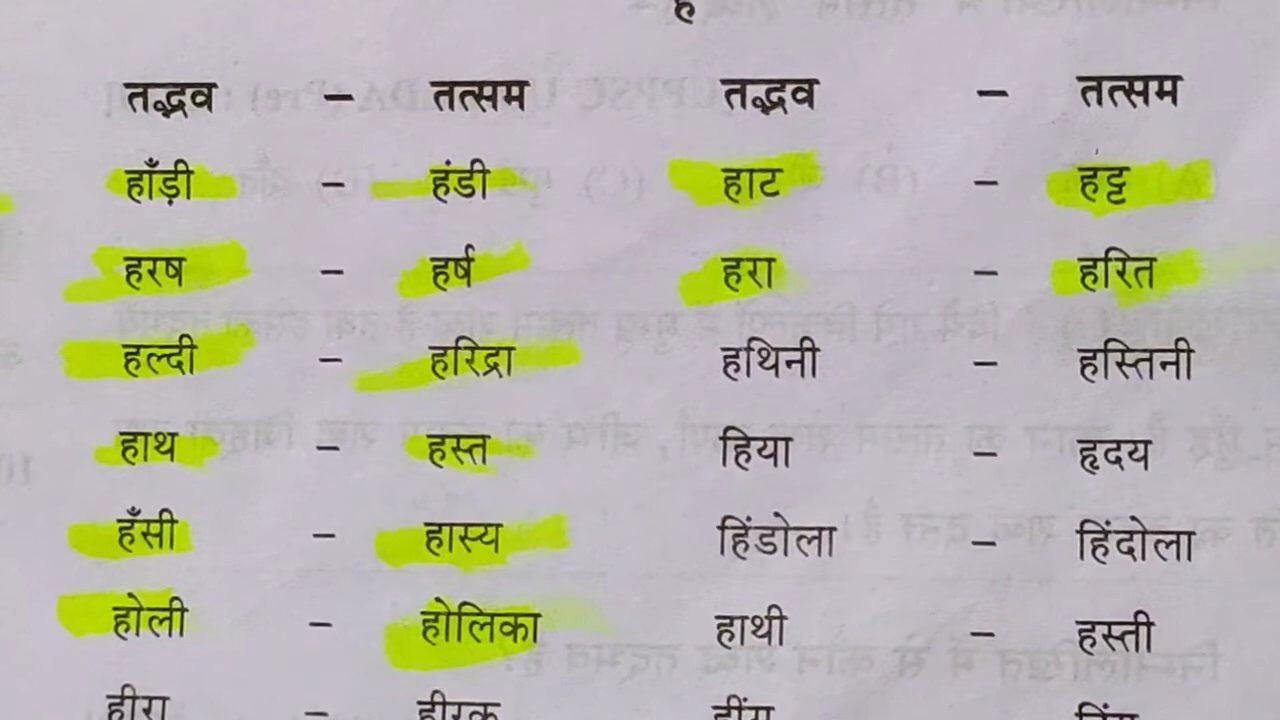 ह
तद्भव – तत्सम तद्भव – तत्सम
हाँड़ी – हंडी हाट – हट्ट
हरष – हर्ष हरा – हरित
हल्दी – हरिद्रा हथिनी – हस्तिनी
हाथ – हस्त हिया – हृदय
हँसी – हास्य हिंडोला – हिंदोला
होली – होलिका हाथी – हस्ती
हीरा – हीरक हींग – हिंगु